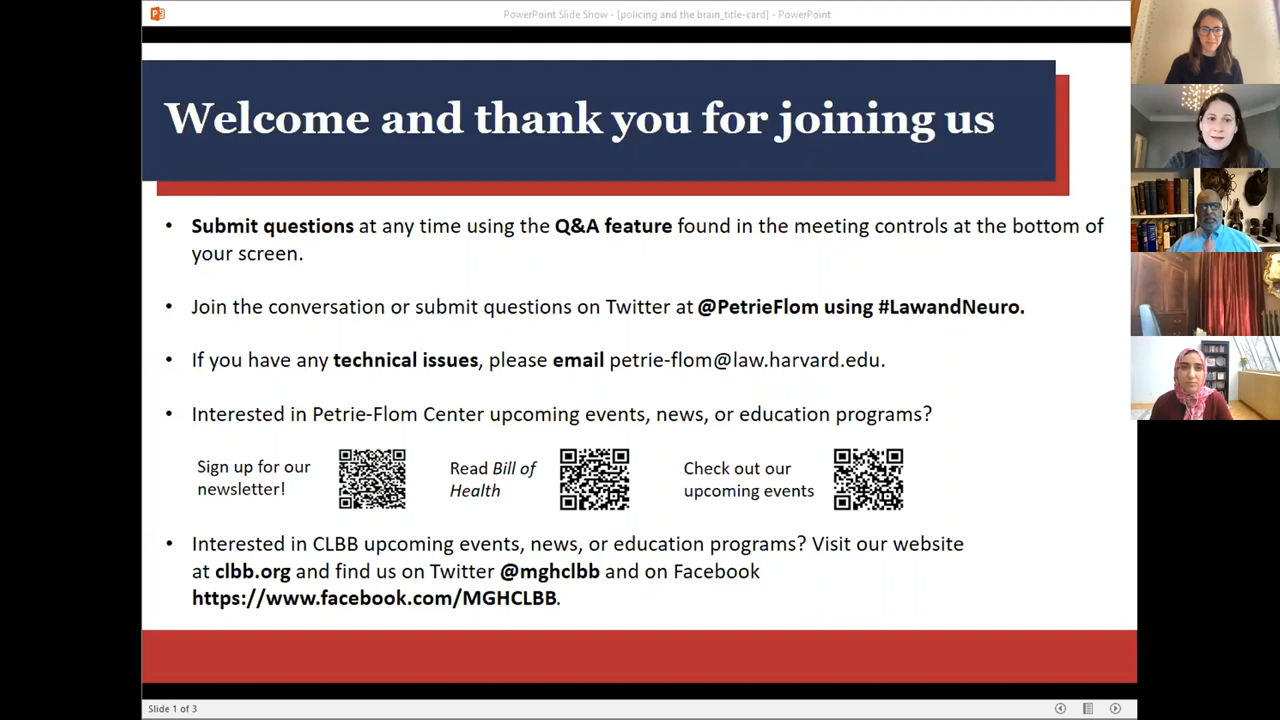 PowerPoint Slide Show - [policing and the brain_title-card] - PowerPoint
Welcome and thank you for joining us
• Submit questions at any time using the Q&A feature found in the meeting controls at the bottom of
your screen.
• Join the conversation or submit questions on Twitter at @PetrieFlom using #LawandNeuro.
• If you have any technical issues, please email petrie-flom@law.harvard.edu.
• Interested in Petrie-Flom Center upcoming events, news, or education programs?
Sign up for our
newsletter!
Read Bill of
Health
Check out our
upcoming events
• Interested in CLBB upcoming events, news, or education programs? Visit our website
at clbb.org and find us on Twitter @mghclbb and on Facebook
https://www.facebook.com/MGHCLBB.
Slide 1 of 3